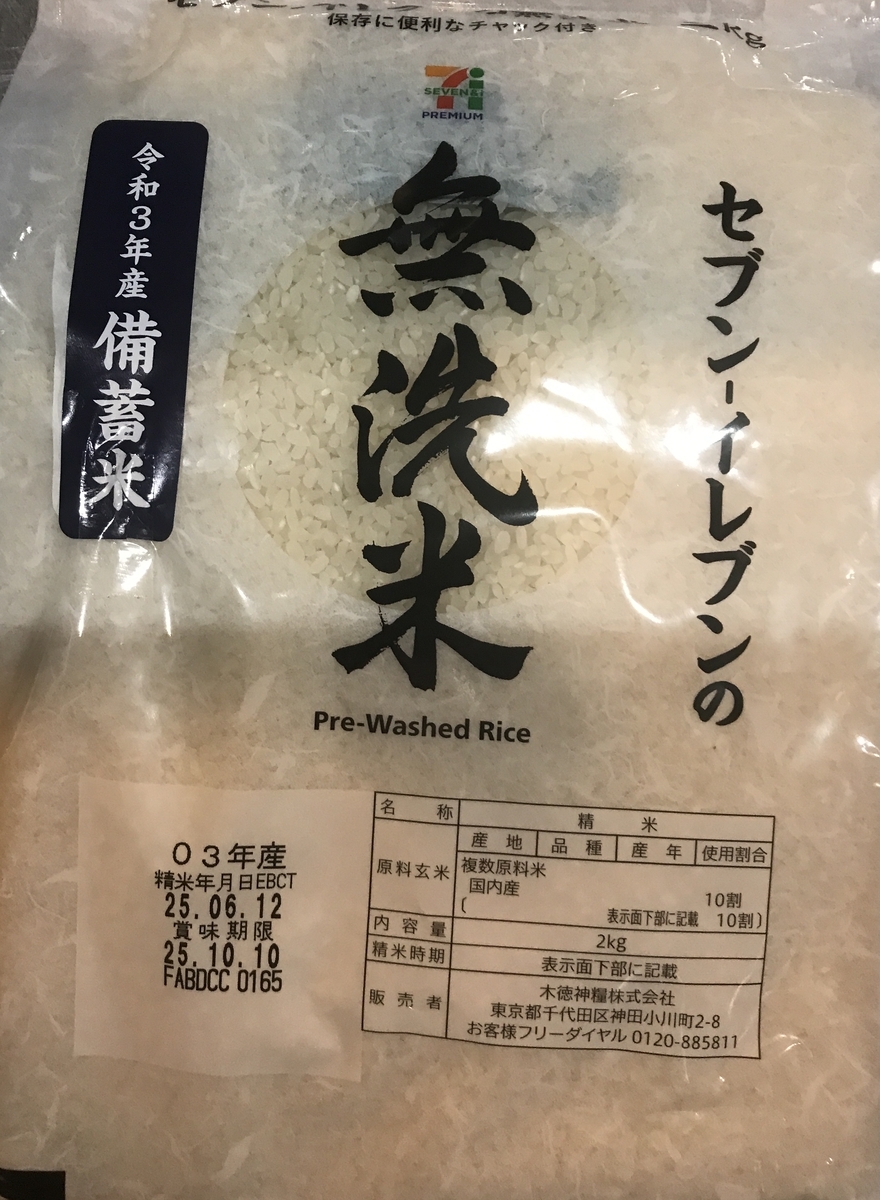 保存に便利なチャック付き
kg
SEVEN&i
PREMIUM
セブン-イレブンの
無洗米
令和3年産 備蓄米
Pre-Washed Rice
03年産
精米年月日EBCT
25.06.12
賞味期限
25.10.10
FABDCC 0165
名称 精米
原料玄米 産地 品種 産年 使用割合
複数原料米
国内産 10割
( 表示面下部に記載 10割)
内容量 2kg
精米時期 表示面下部に記載
販売者 木徳神糧株式会社
東京都千代田区神田小川町2-8
お客様フリーダイヤル 0120-885811